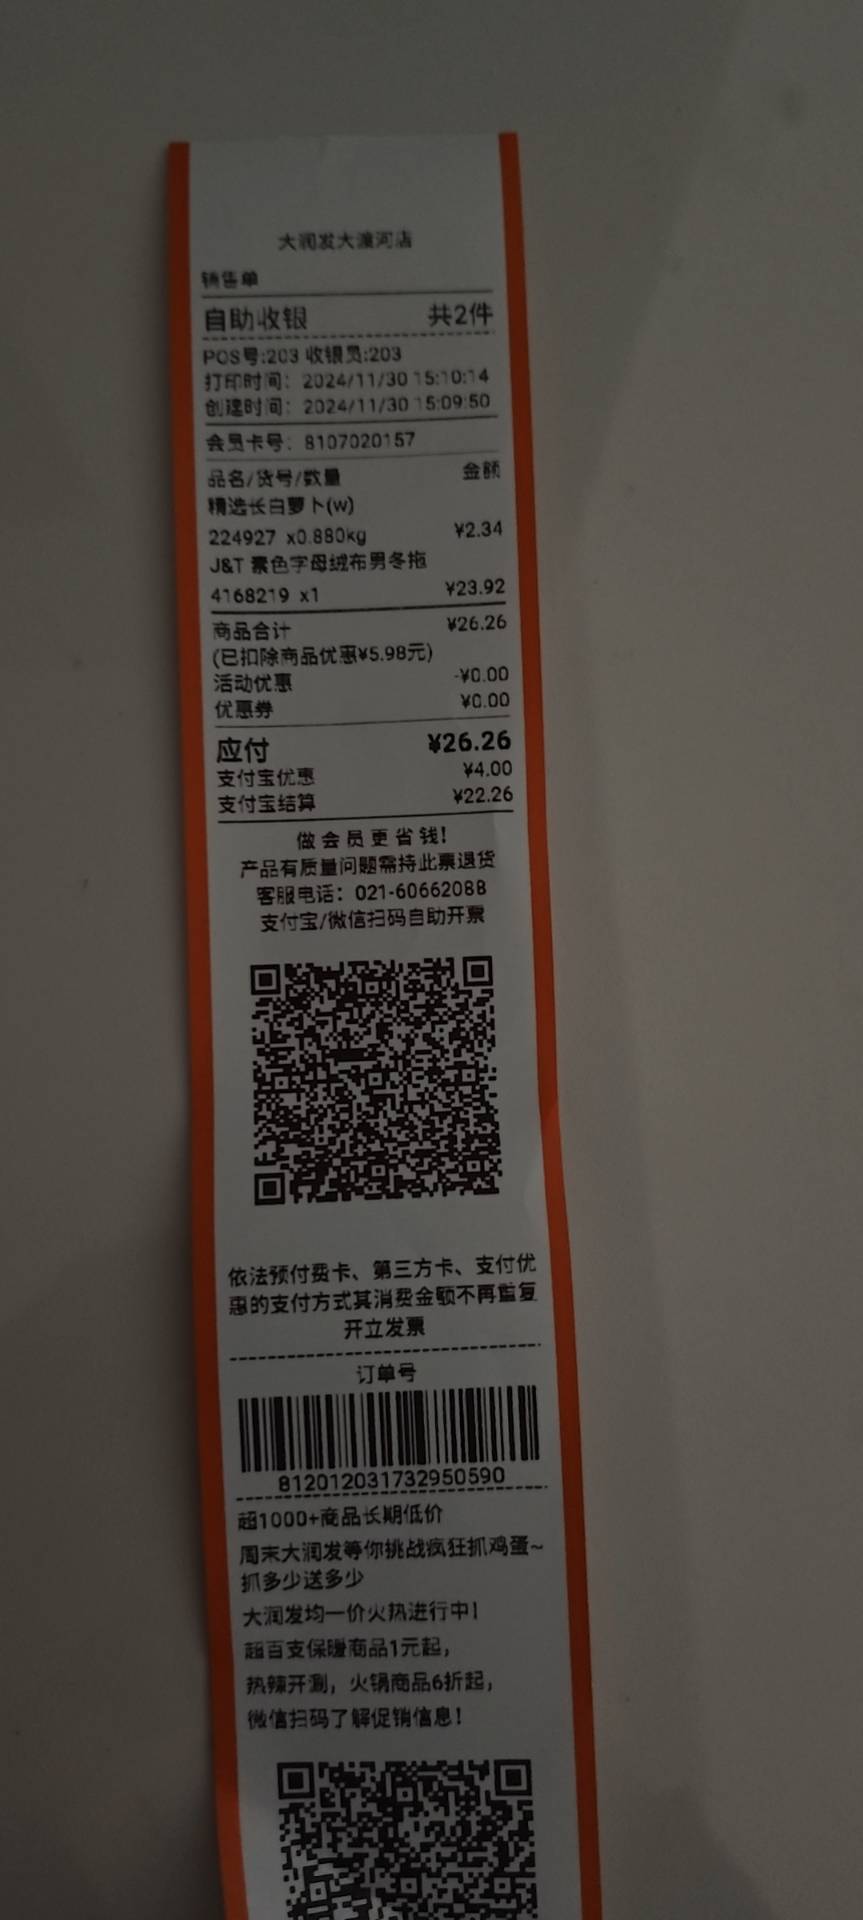 大润发大渡河店
销售单
自助收银 共2件
POS号:203 收银员:203
打印时间：2024/11/30 15:10:14
创建时间：2024/11/30 15:09:50
会员卡号：8107020157
品名/货号/数量 金额
精选长白萝卜(w)
224927 x0.880kg ¥2.34
J&T 素色字母绒布男冬拖
4168219 x1 ¥23.92
商品合计 ¥26.26
(已扣除商品优惠¥5.98元)
活动优惠 -¥0.00
优惠券 ¥0.00
应付 ¥26.26
支付宝优惠 ¥4.00
支付宝结算 ¥22.26
做会员更省钱!
产品有质量问题需持此票退货
客服电话：021-60662088
支付宝/微信扫码自助开票
依法预付费卡、第三方卡、支付优
惠的支付方式其消费金额不再重复
开立发票
订单号
812012031732950590
超1000+商品长期低价
周末大润发等你挑战疯狂抓鸡蛋~
抓多少送多少
大润发均一价火热进行中!
超百支保暖商品1元起，
热辣开涮，火锅商品6折起，
微信扫码了解促销信息!